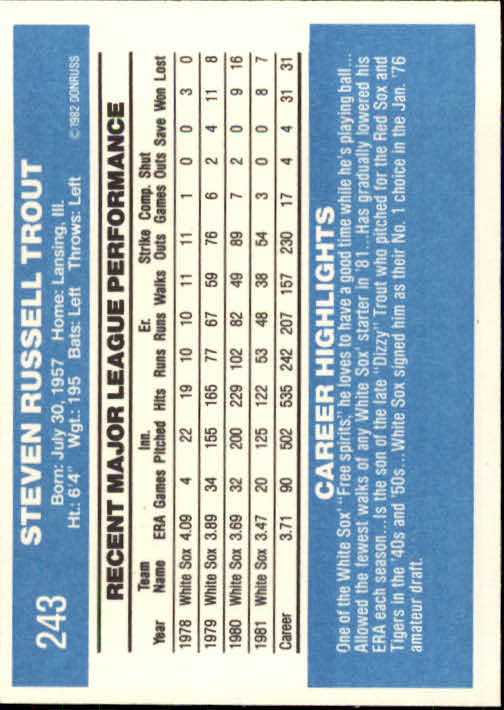 243
STEVEN RUSSELL TROUT
Born: July 30, 1957 Home: Lansing, Ill.
Ht.: 6'4" Wgt.: 195 Bats: Left Throws: Left
©1982 DONRUSS
RECENT MAJOR LEAGUE PERFORMANCE
Team Inn. Er. Strike Comp. Shut
Year Name ERA Games Pitched Hits Runs Runs Walks Outs Games Outs Save Won Lost
1978 White Sox 4.09 4 22 19 10 10 11 11 1 0 0 3 0
1979 White Sox 3.89 34 155 165 77 67 59 76 6 2 4 11 8
1980 White Sox 3.69 32 200 229 102 82 49 89 7 2 0 9 16
1981 White Sox 3.47 20 125 122 53 48 38 54 3 0 0 8 7
Career 3.71 90 502 535 242 207 157 230 17 4 4 31 31
CAREER HIGHLIGHTS
One of the White Sox' "Free spirits," he loves to have a good time while he's playing ball...
Allowed the fewest walks of any White Sox' starter in '81...Has gradually lowered his
ERA each season...Is the son of the late "Dizzy" Trout who pitched for the Red Sox and
Tigers in the '40s and '50s...White Sox signed him as their No. 1 choice in the Jan. '76
amateur draft.